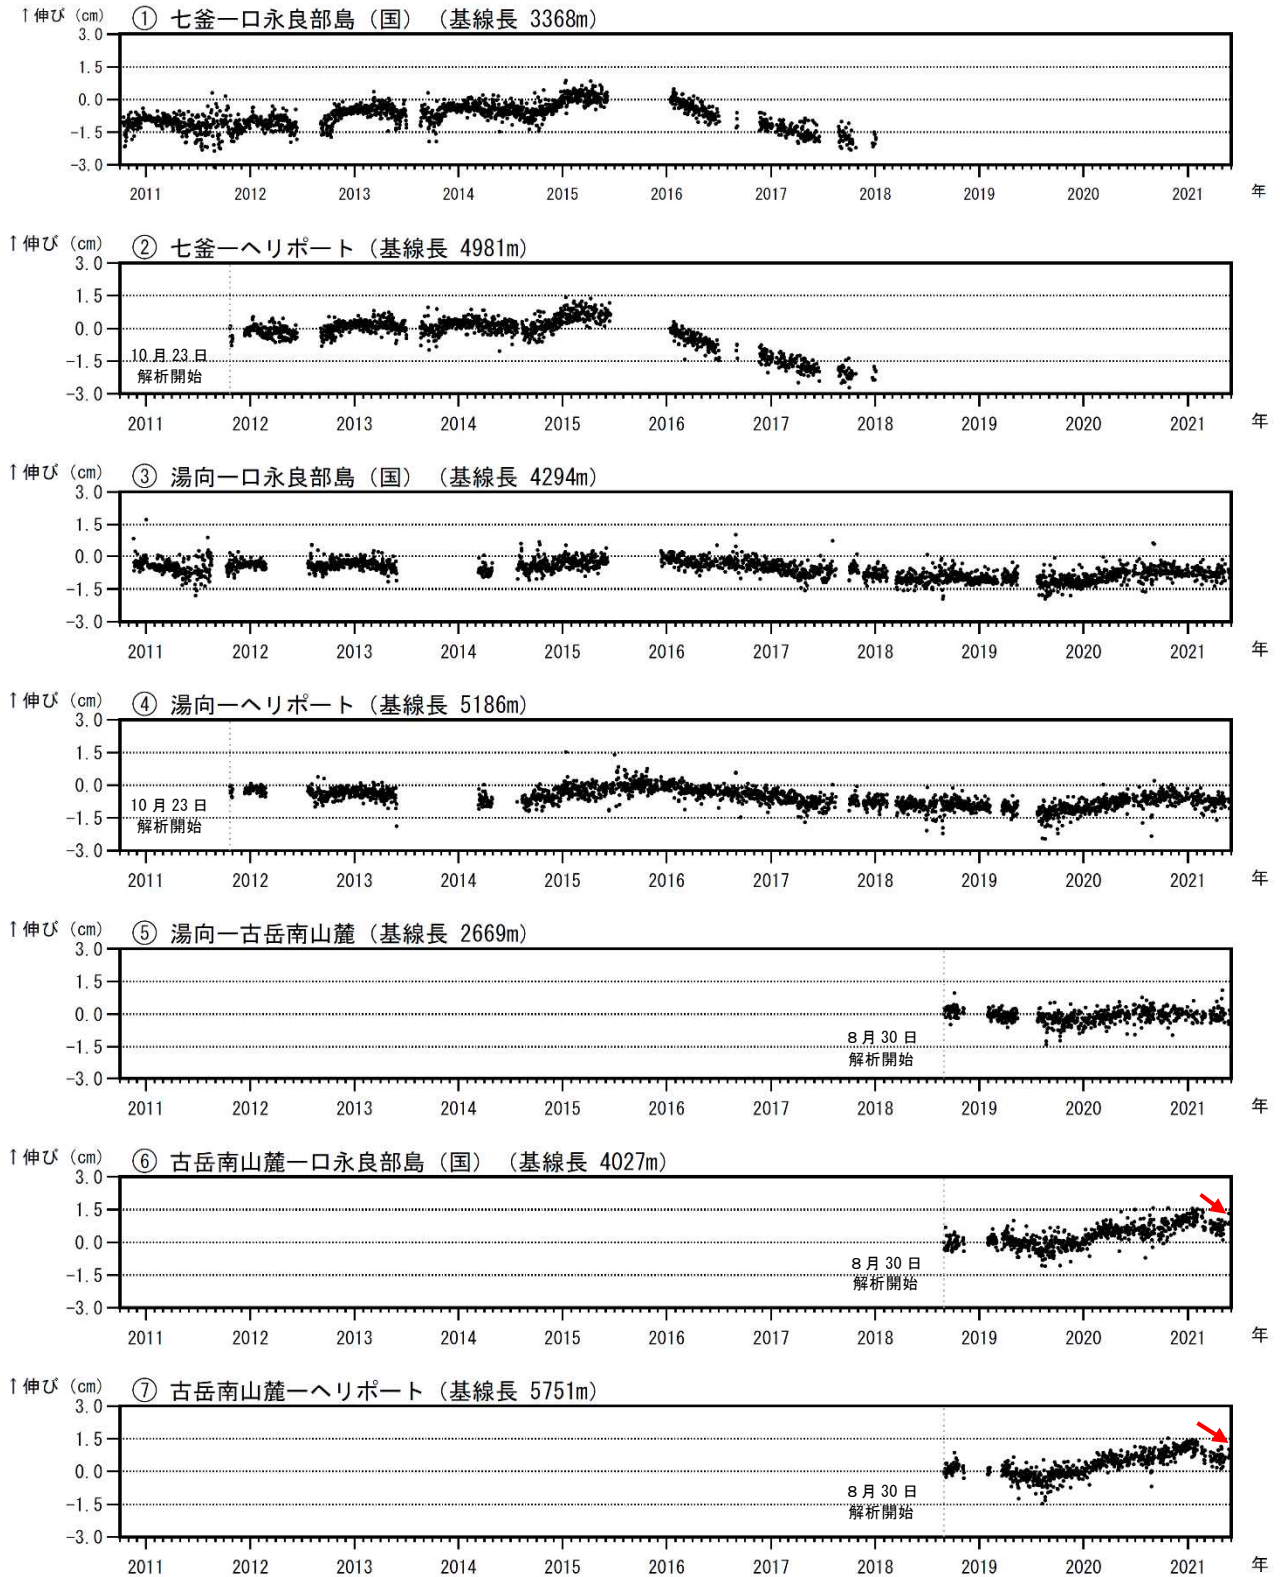 ↑伸び (cm) ① 七釜ー口永良部島（国）（基線長 3368m）
3.0
1.5
0.0
-1.5
-3.0
2011 2012 2013 2014 2015 2016 2017 2018 2019 2020 2021 年
↑伸び (cm) ② 七釜ーヘリポート（基線長 4981m）
3.0
1.5
0.0
-1.5
-3.0
10月23日
解析開始
2011 2012 2013 2014 2015 2016 2017 2018 2019 2020 2021 年
↑伸び (cm) ③ 湯向ー口永良部島（国）（基線長 4294m）
3.0
1.5
0.0
-1.5
-3.0
2011 2012 2013 2014 2015 2016 2017 2018 2019 2020 2021 年
↑伸び (cm) ④ 湯向ーヘリポート（基線長 5186m）
3.0
1.5
0.0
-1.5
-3.0
10月23日
解析開始
2011 2012 2013 2014 2015 2016 2017 2018 2019 2020 2021 年
↑伸び (cm) ⑤ 湯向ー古岳南山麓（基線長 2669m）
3.0
1.5
0.0
-1.5
-3.0
8月30日
解析開始
2011 2012 2013 2014 2015 2016 2017 2018 2019 2020 2021 年
↑伸び (cm) ⑥ 古岳南山麓ー口永良部島（国）（基線長 4027m）
3.0
1.5
0.0
-1.5
-3.0
8月30日
解析開始
2011 2012 2013 2014 2015 2016 2017 2018 2019 2020 2021 年
↑伸び (cm) ⑦ 古岳南山麓ーヘリポート（基線長 5751m）
3.0
1.5
0.0
-1.5
-3.0
8月30日
解析開始
2011 2012 2013 2014 2015 2016 2017 2018 2019 2020 2021 年